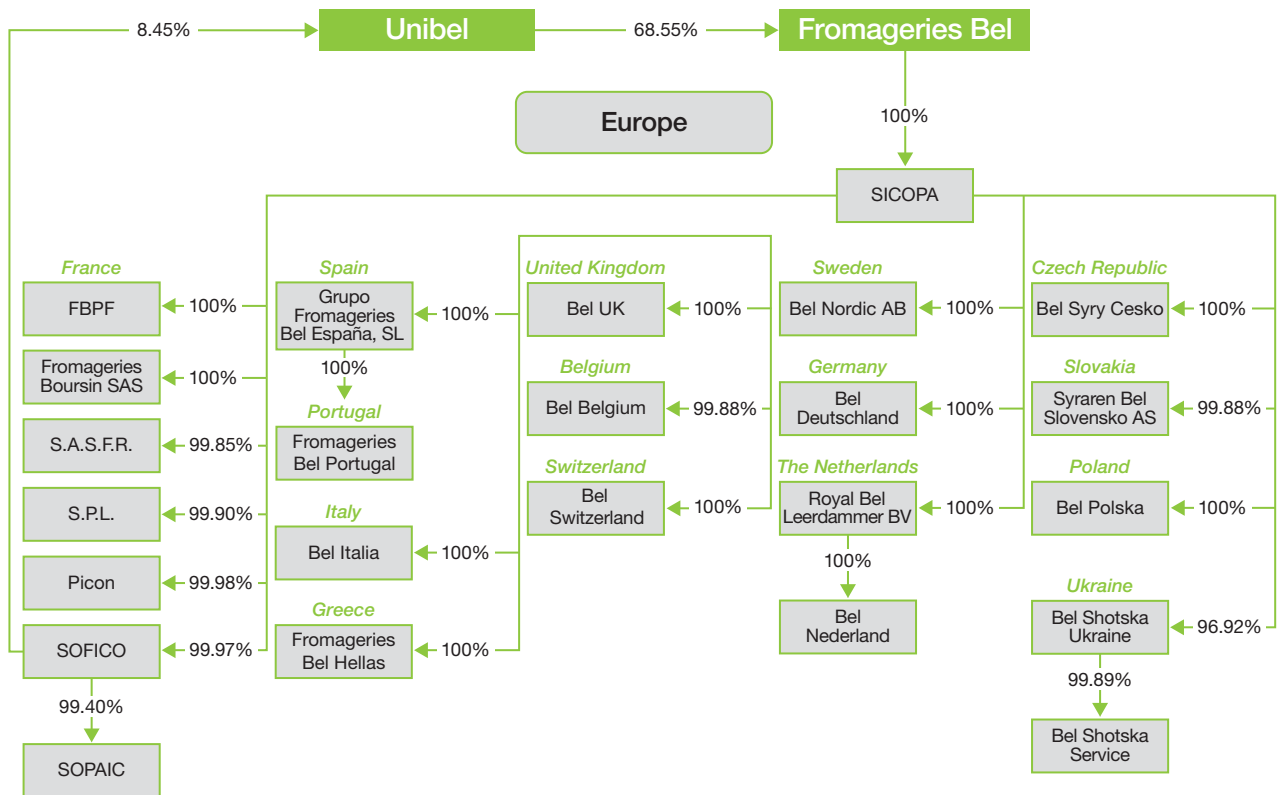 8.45%
Unibel
68.55%
Fromageries Bel
Europe
100%
SICOPA
France
FBPF
100%
Fromageries
Boursin SAS
100%
S.A.S.F.R.
99.85%
S.P.L.
99.90%
Picon
99.98%
SOFICO
99.97%
99.40%
SOPAIC
Spain
Grupo
Fromageries
Bel España, SL
100%
100%
Portugal
Fromageries
Bel Portugal
Italy
Bel Italia
100%
Greece
Fromageries
Bel Hellas
100%
United Kingdom
Bel UK
100%
Belgium
Bel Belgium
99.88%
Switzerland
Bel
Switzerland
100%
Sweden
Bel Nordic AB
100%
Germany
Bel
Deutschland
100%
The Netherlands
Royal Bel
Leerdammer BV
100%
100%
Bel
Nederland
Czech Republic
Bel Syry Cesko
100%
Slovakia
Syraren Bel
Slovensko AS
99.88%
Poland
Bel Polska
100%
Ukraine
Bel Shotska
Ukraine
96.92%
99.89%
Bel Shotska
Service